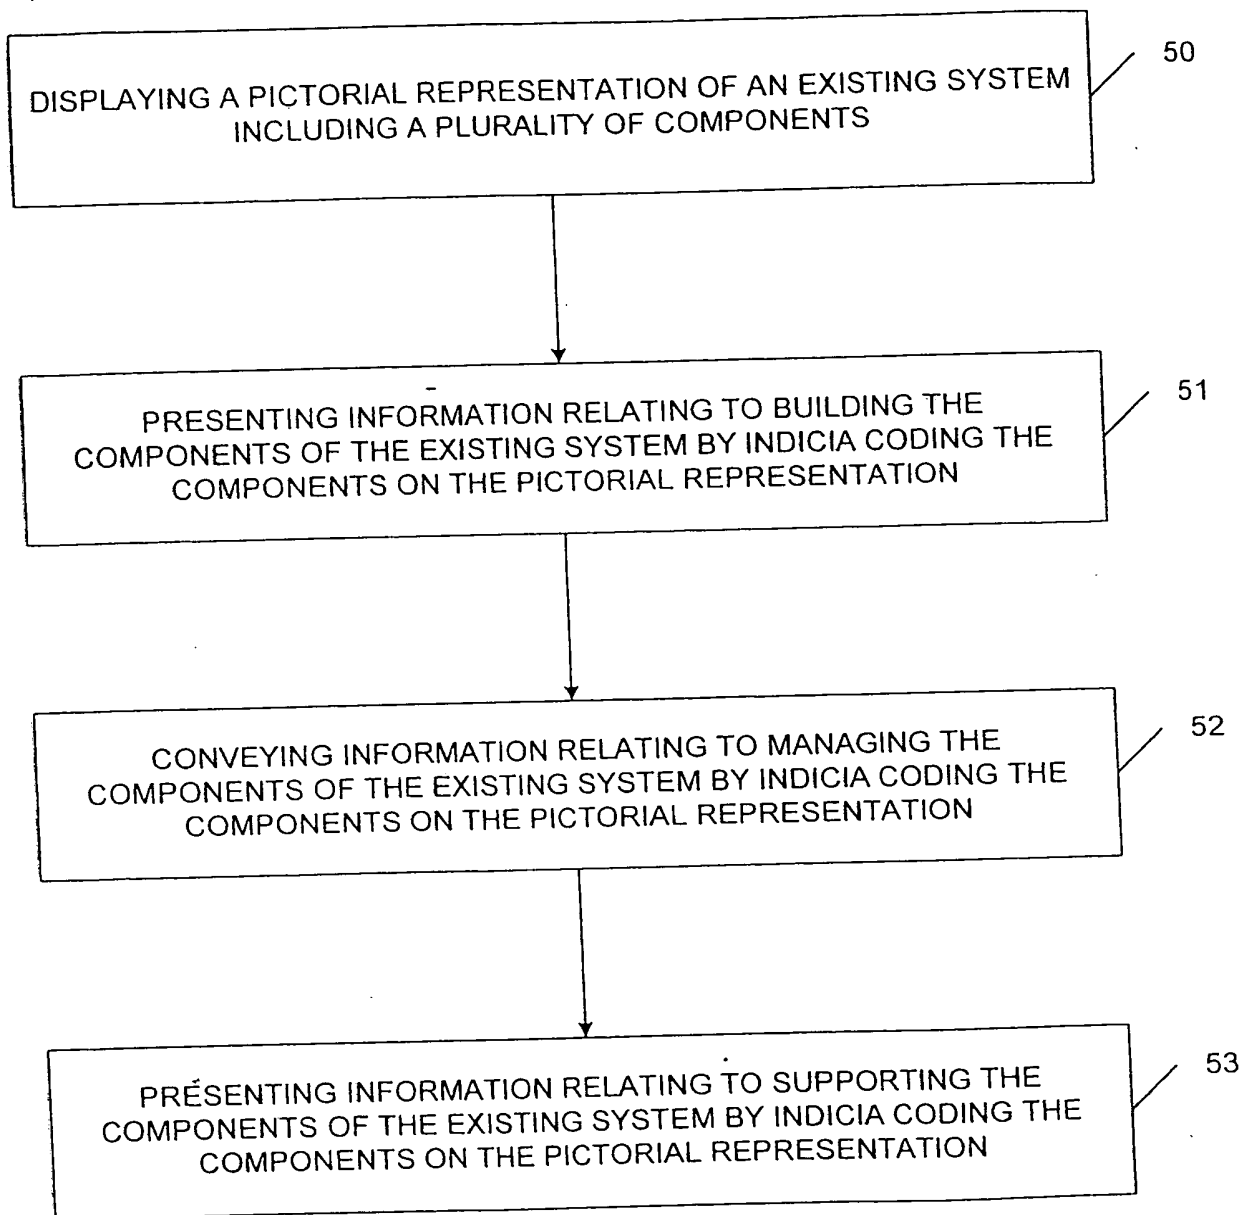 DISPLAYING A PICTORIAL REPRESENTATION OF AN EXISTING SYSTEM
INCLUDING A PLURALITY OF COMPONENTS
50
PRESENTING INFORMATION RELATING TO BUILDING THE
COMPONENTS OF THE EXISTING SYSTEM BY INDICIA CODING THE
COMPONENTS ON THE PICTORIAL REPRESENTATION
51
CONVEYING INFORMATION RELATING TO MANAGING THE
COMPONENTS OF THE EXISTING SYSTEM BY INDICIA CODING THE
COMPONENTS ON THE PICTORIAL REPRESENTATION
52
PRESENTING INFORMATION RELATING TO SUPPORTING THE
COMPONENTS OF THE EXISTING SYSTEM BY INDICIA CODING THE
COMPONENTS ON THE PICTORIAL REPRESENTATION
53